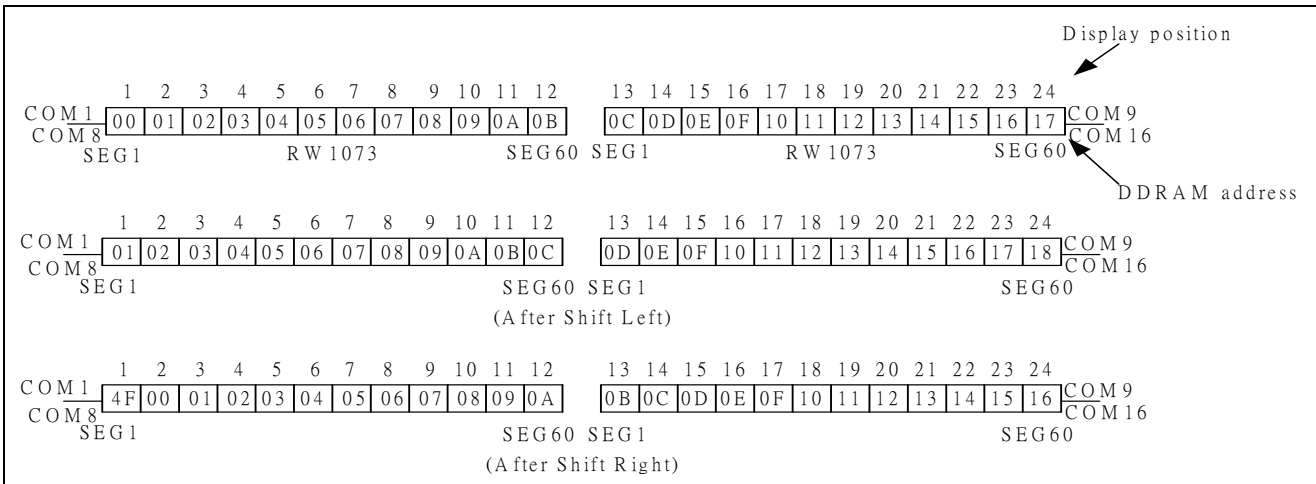 Display position
1 2 3 4 5 6 7 8 9 10 11 12 13 14 15 16 17 18 19 20 21 22 23 24
COM1 00 01 02 03 04 05 06 07 08 09 0A 0B 0C 0D 0E 0F 10 11 12 13 14 15 16 17 COM9
COM8 COM16
SEG1 RW1073 SEG60 SEG1 RW1073 SEG60
DDRAM address
1 2 3 4 5 6 7 8 9 10 11 12 13 14 15 16 17 18 19 20 21 22 23 24
COM1 01 02 03 04 05 06 07 08 09 0A 0B 0C 0D 0E 0F 10 11 12 13 14 15 16 17 18 COM9
COM8 COM16
SEG1 SEG60 SEG1 SEG60
(After Shift Left)
1 2 3 4 5 6 7 8 9 10 11 12 13 14 15 16 17 18 19 20 21 22 23 24
COM1 4F 00 01 02 03 04 05 06 07 08 09 0A 0B 0C 0D 0E 0F 10 11 12 13 14 15 16 COM9
COM8 COM16
SEG1 SEG60 SEG1 SEG60
(After Shift Right)